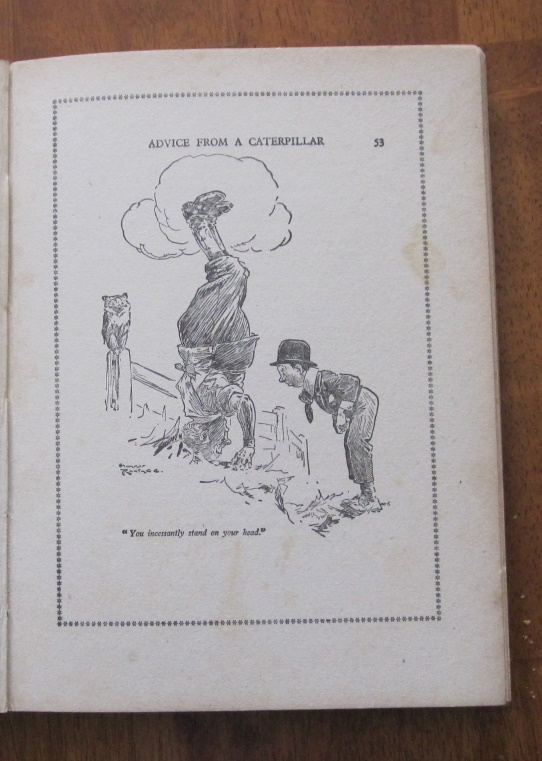 ADVICE FROM A CATERPILLAR 53
"You incessantly stand on your head."